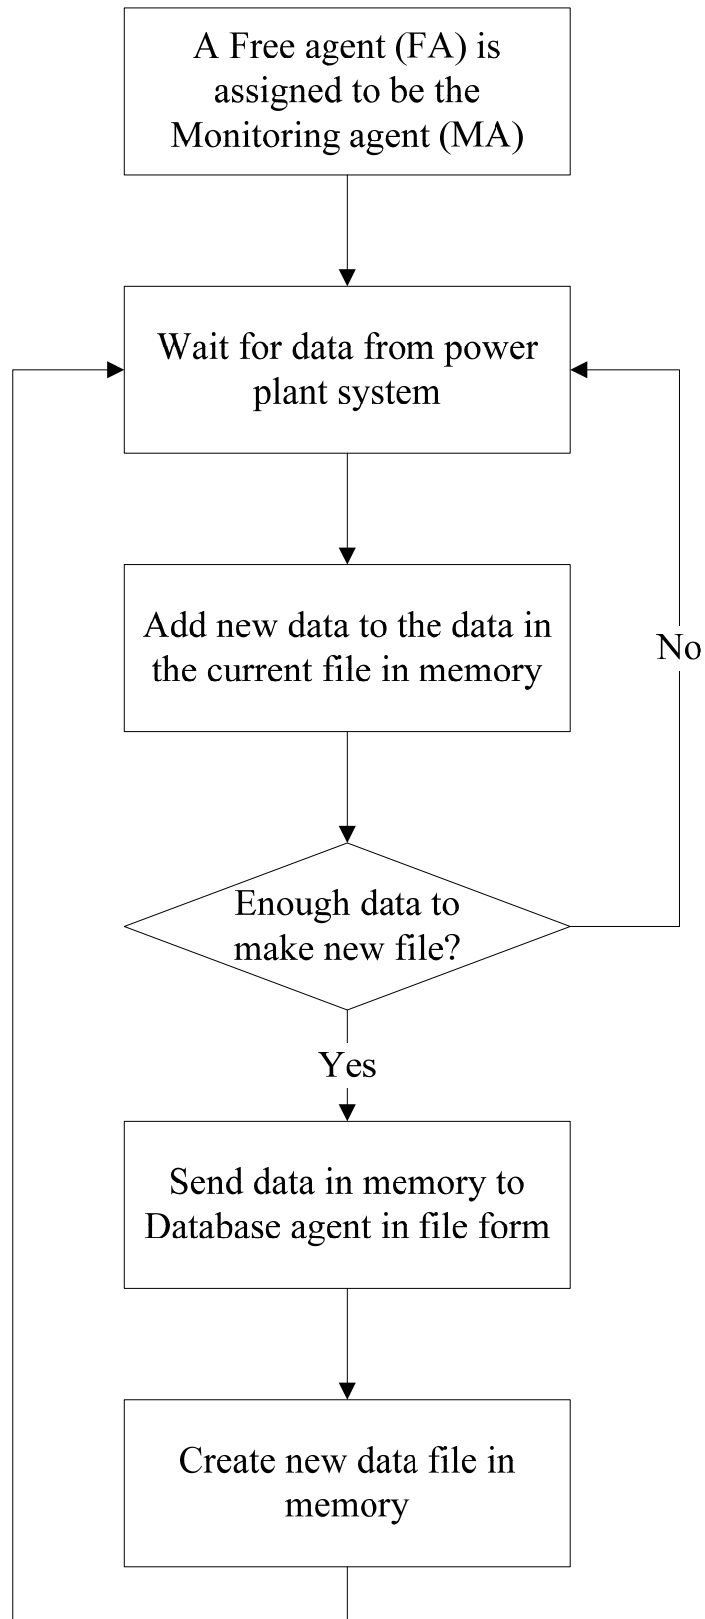 A Free agent (FA) is
assigned to be the
Monitoring agent (MA)
Wait for data from power
plant system
Add new data to the data in
the current file in memory
No
Enough data to
make new file?
Yes
Send data in memory to
Database agent in file form
Create new data file in
memory